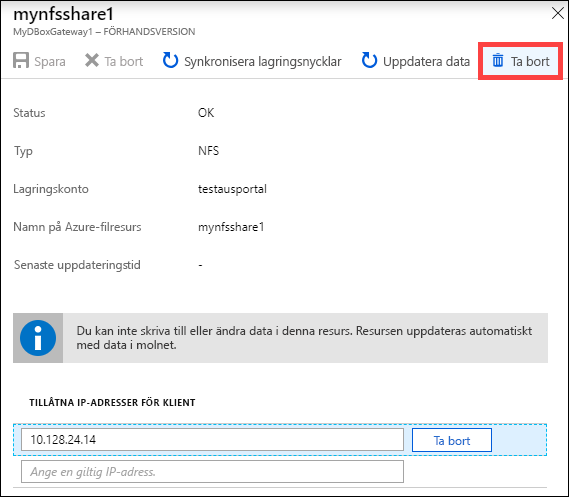 mynfsshare1
MyDBoxGateway1 – FÖRHANDSVERSION
Spara Ta bort Synkronisera lagringsnycklar Uppdatera data Ta bort
Status OK
Typ NFS
Lagringskonto testausportal
Namn på Azure-filresurs mynfsshare1
Senaste uppdateringstid -
Du kan inte skriva till eller ändra data i denna resurs. Resursen uppdateras automatiskt
med data i molnet.
TILLÅTNA IP-ADRESSER FÖR KLIENT
10.128.24.14 Ta bort
Ange en giltig IP-adress.